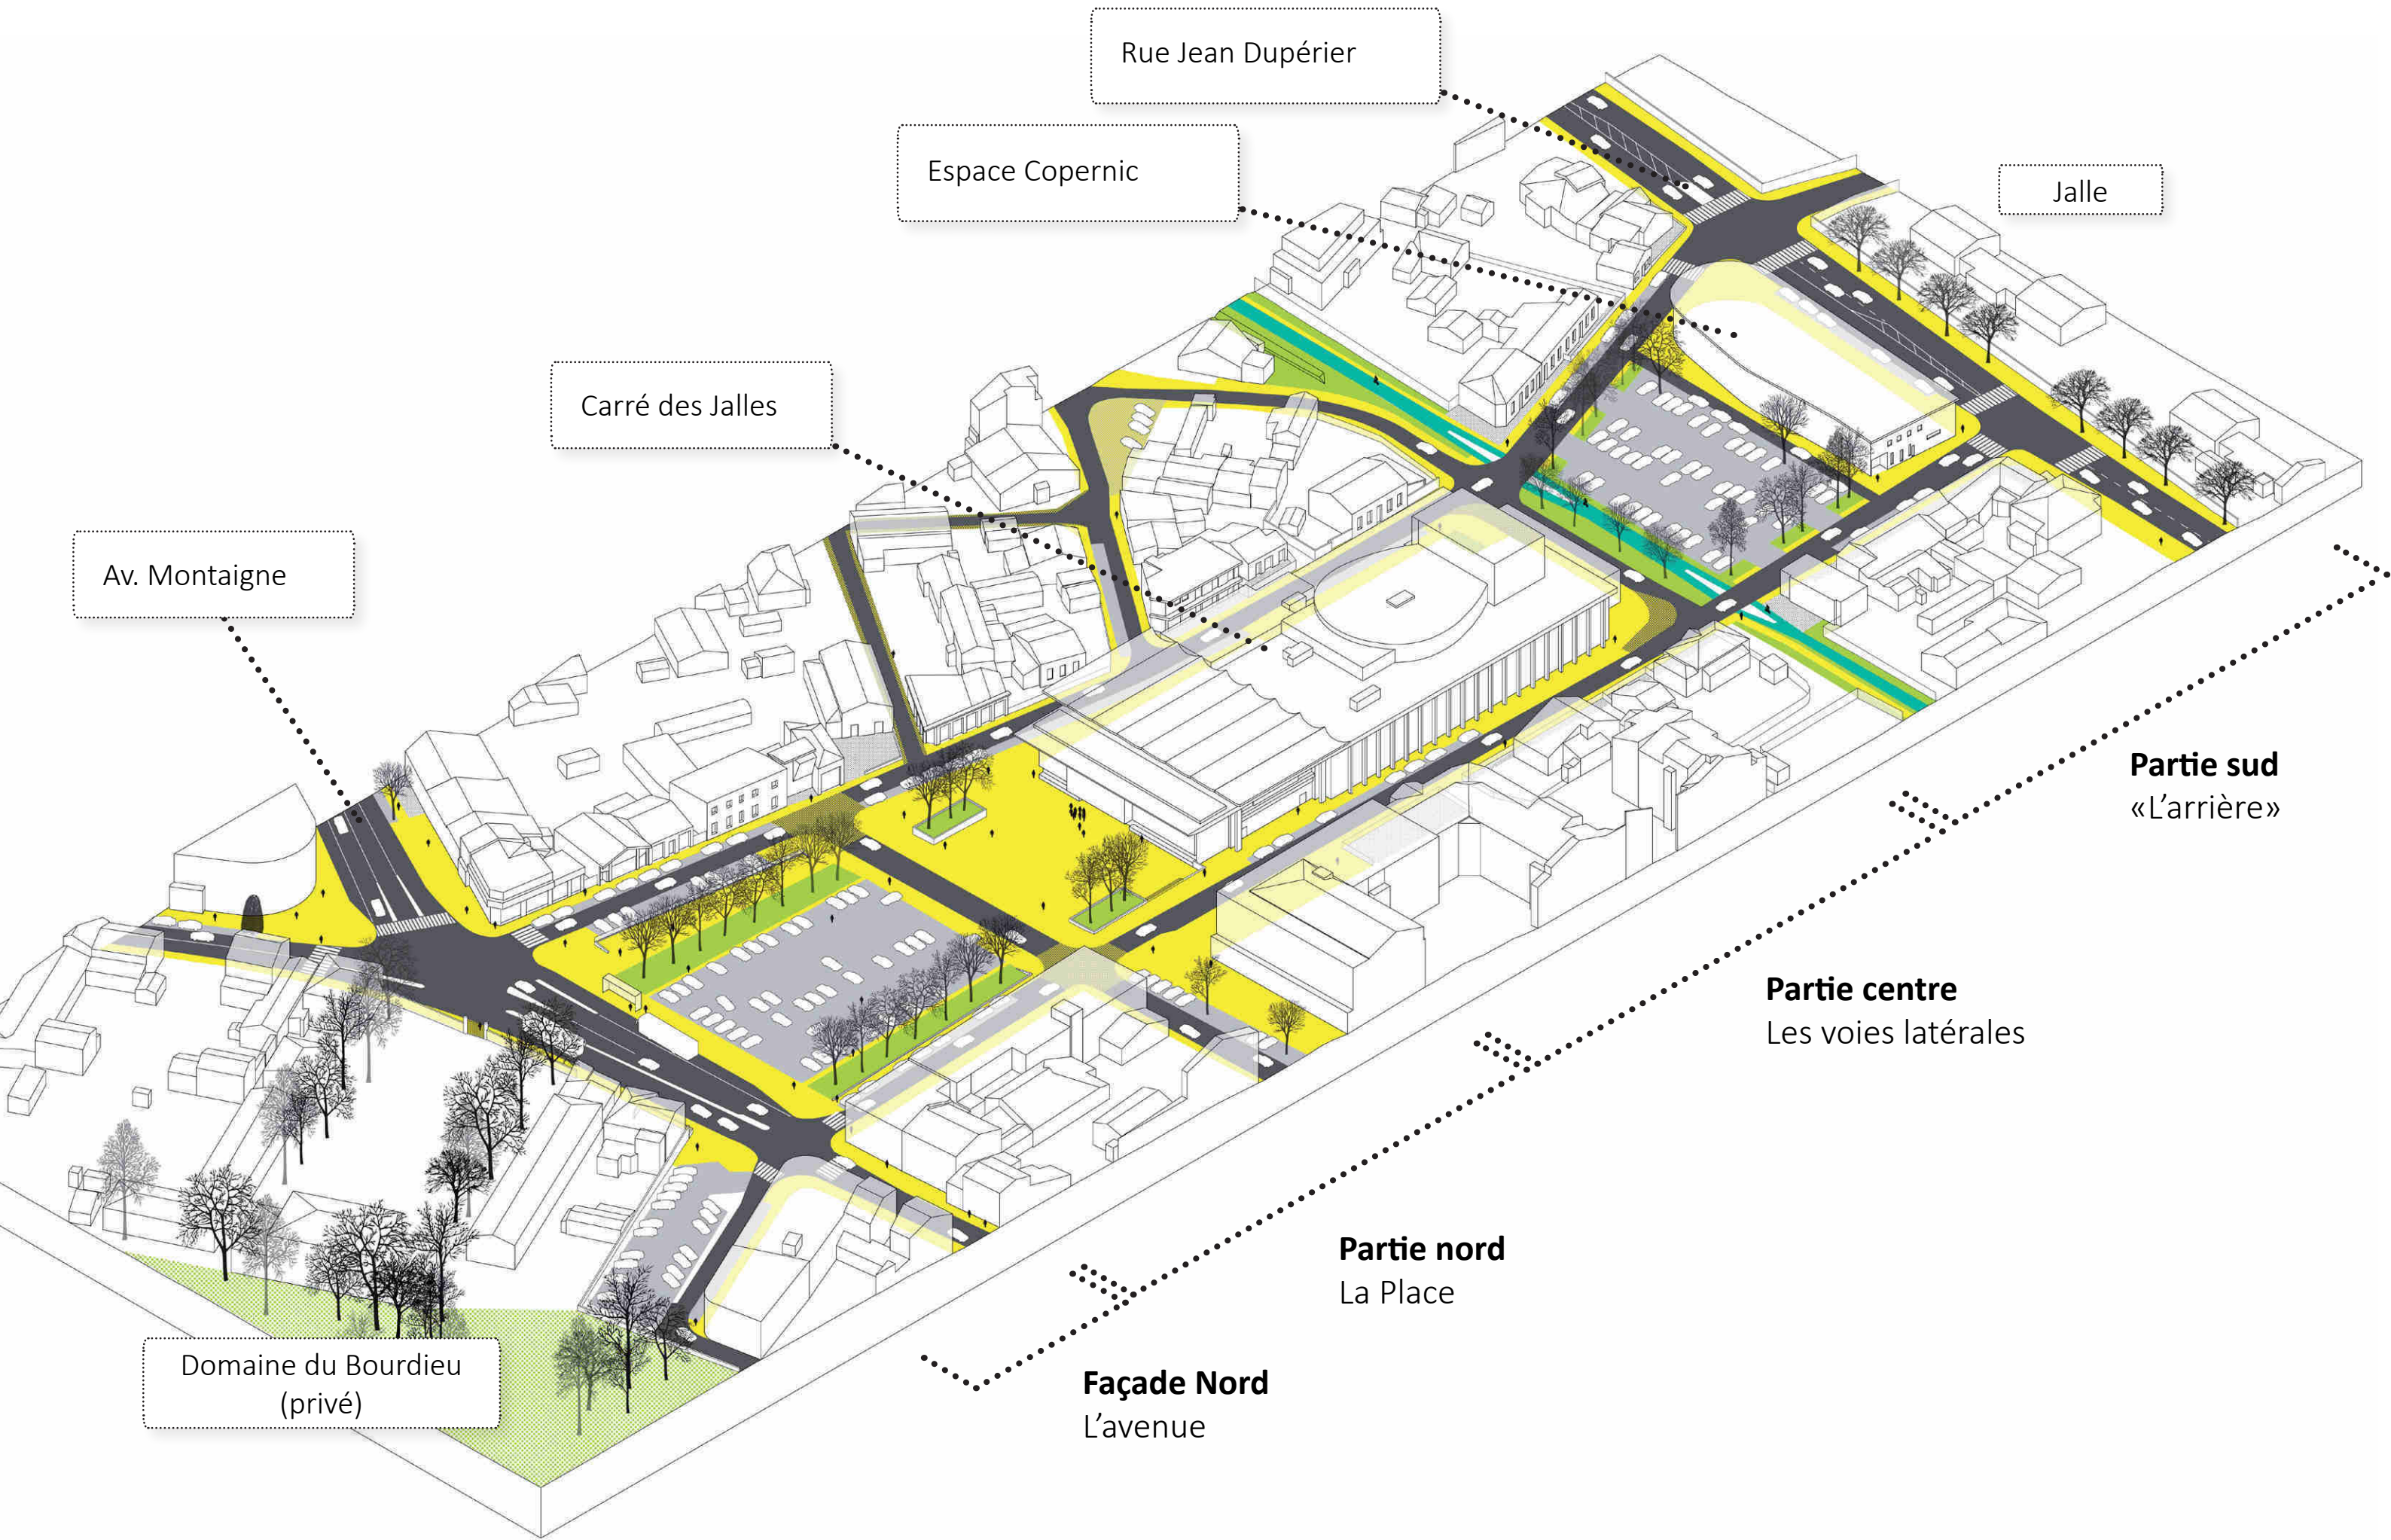 Rue Jean Dupérier
Espace Copernic
Jalle
Carré des Jalles
Av. Montaigne
Partie sud
«L'arrière»
Partie centre
Les voies latérales
Partie nord
La Place
Façade Nord
L'avenue
Domaine du Bourdieu
(privé)